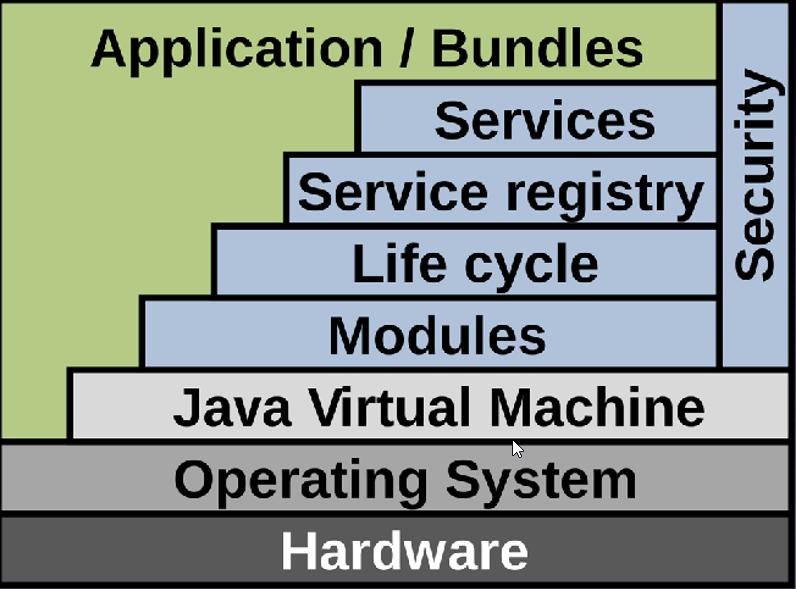 Application / Bundles
Services
Service registry
Life cycle
Modules
Security
Java Virtual Machine
Operating System
Hardware